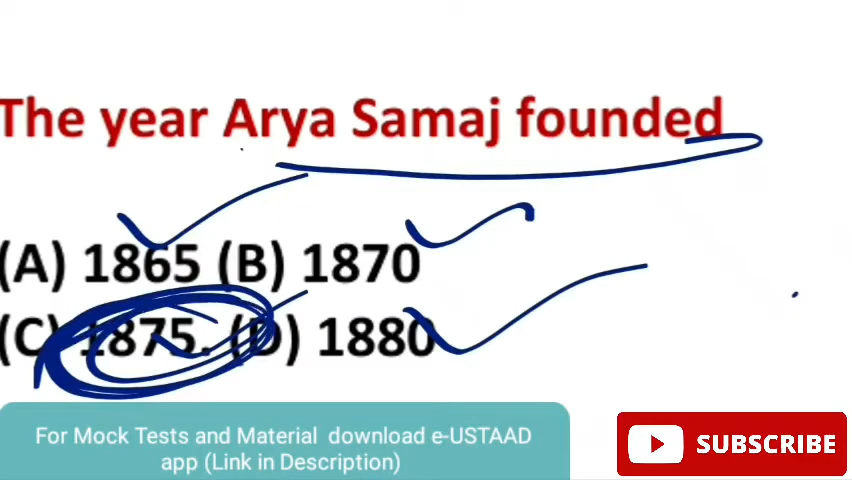 The year Arya Samaj founded
(A) 1865 (B) 1870
(C) 1875. (D) 1880
For Mock Tests and Material download e-USTAAD
app (Link in Description)
SUBSCRIBE